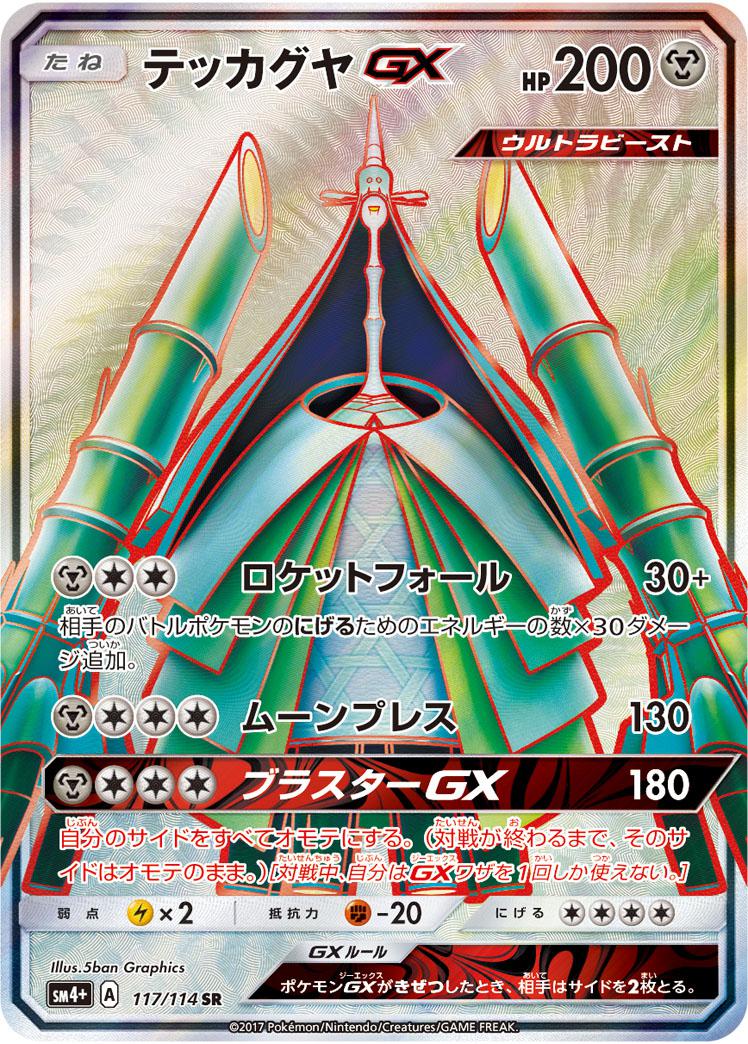 たね テッカグヤGX HP200
ウルトラビースト
ロケットフォール 30+
相手のバトルポケモンのにげるためのエネルギーの数×30ダメー
ジ追加。
ムーンプレス 130
ブラスターGX 180
自分のサイドをすべてオモテにする。(対戦が終わるまで、そのサ
イドはオモテのまま。)[対戦中、自分はGXワザを1回しか使えない。]
弱点 ×2 抵抗力 -20 にげる
GXルール
Illus.5ban Graphics
ポケモンGXがきぜつしたとき、相手はサイドを2枚とる。
SM4+ A 117/114 SR
©2017 Pokémon/Nintendo/Creatures/GAME FREAK.